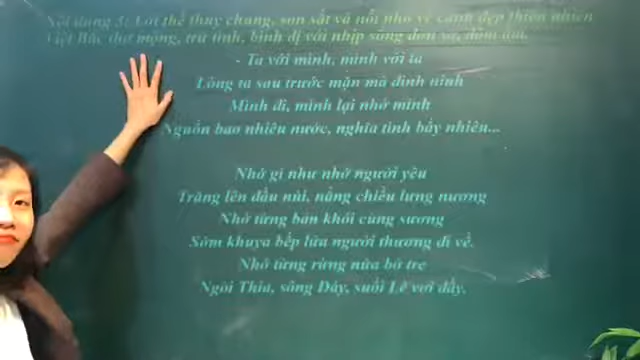 Nội dung 3: Lời thề thủy chung, son sắt và nỗi nhớ về cảnh đẹp thiên nhiên
Việt Bắc thơ mộng, trữ tình, bình dị với nhịp sống đơn sơ, đầm ấm.
- Ta với mình, mình với ta
Lòng ta sau trước mặn mà đinh ninh
Mình đi, mình lại nhớ mình
Nguồn bao nhiêu nước, nghĩa tình bấy nhiêu...
Nhớ gì như nhớ người yêu
Trăng lên đầu núi, nắng chiều lưng nương
Nhớ từng bản khói cùng sương
Sớm khuya bếp lửa người thương đi về.
Nhớ từng rừng nứa bờ tre
Ngòi Thia, sông Đáy, suối Lê vơi đầy.